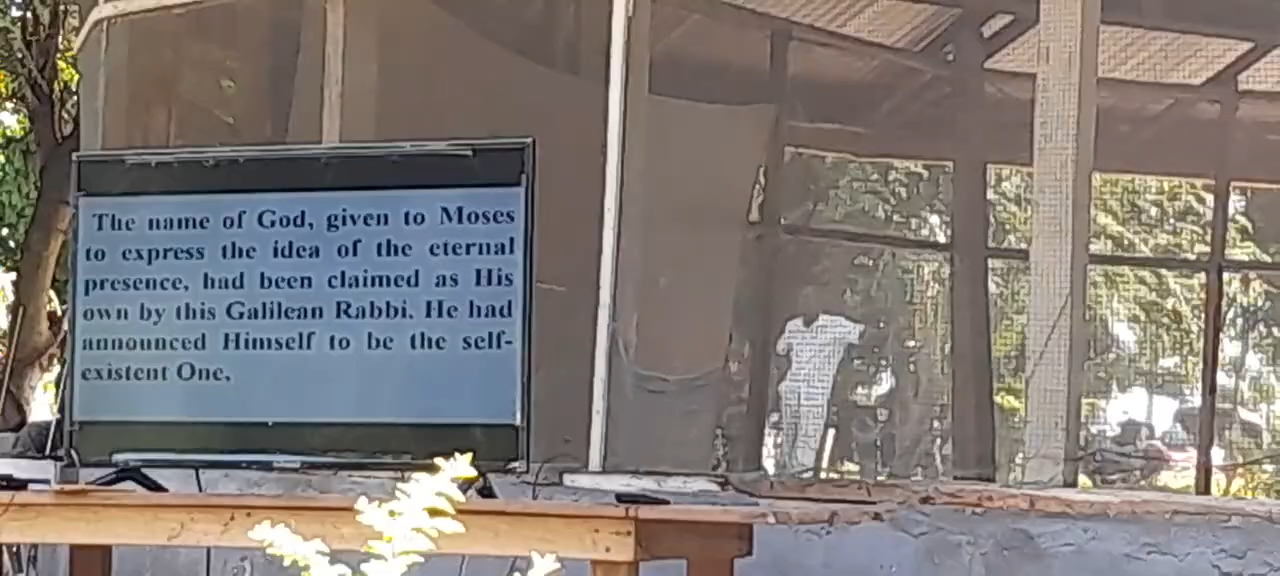 The name of God, given to Moses
to express the idea of the eternal
presence, had been claimed as His
own by this Galilean Rabbi. He had
announced Himself to be the self-
existent One,